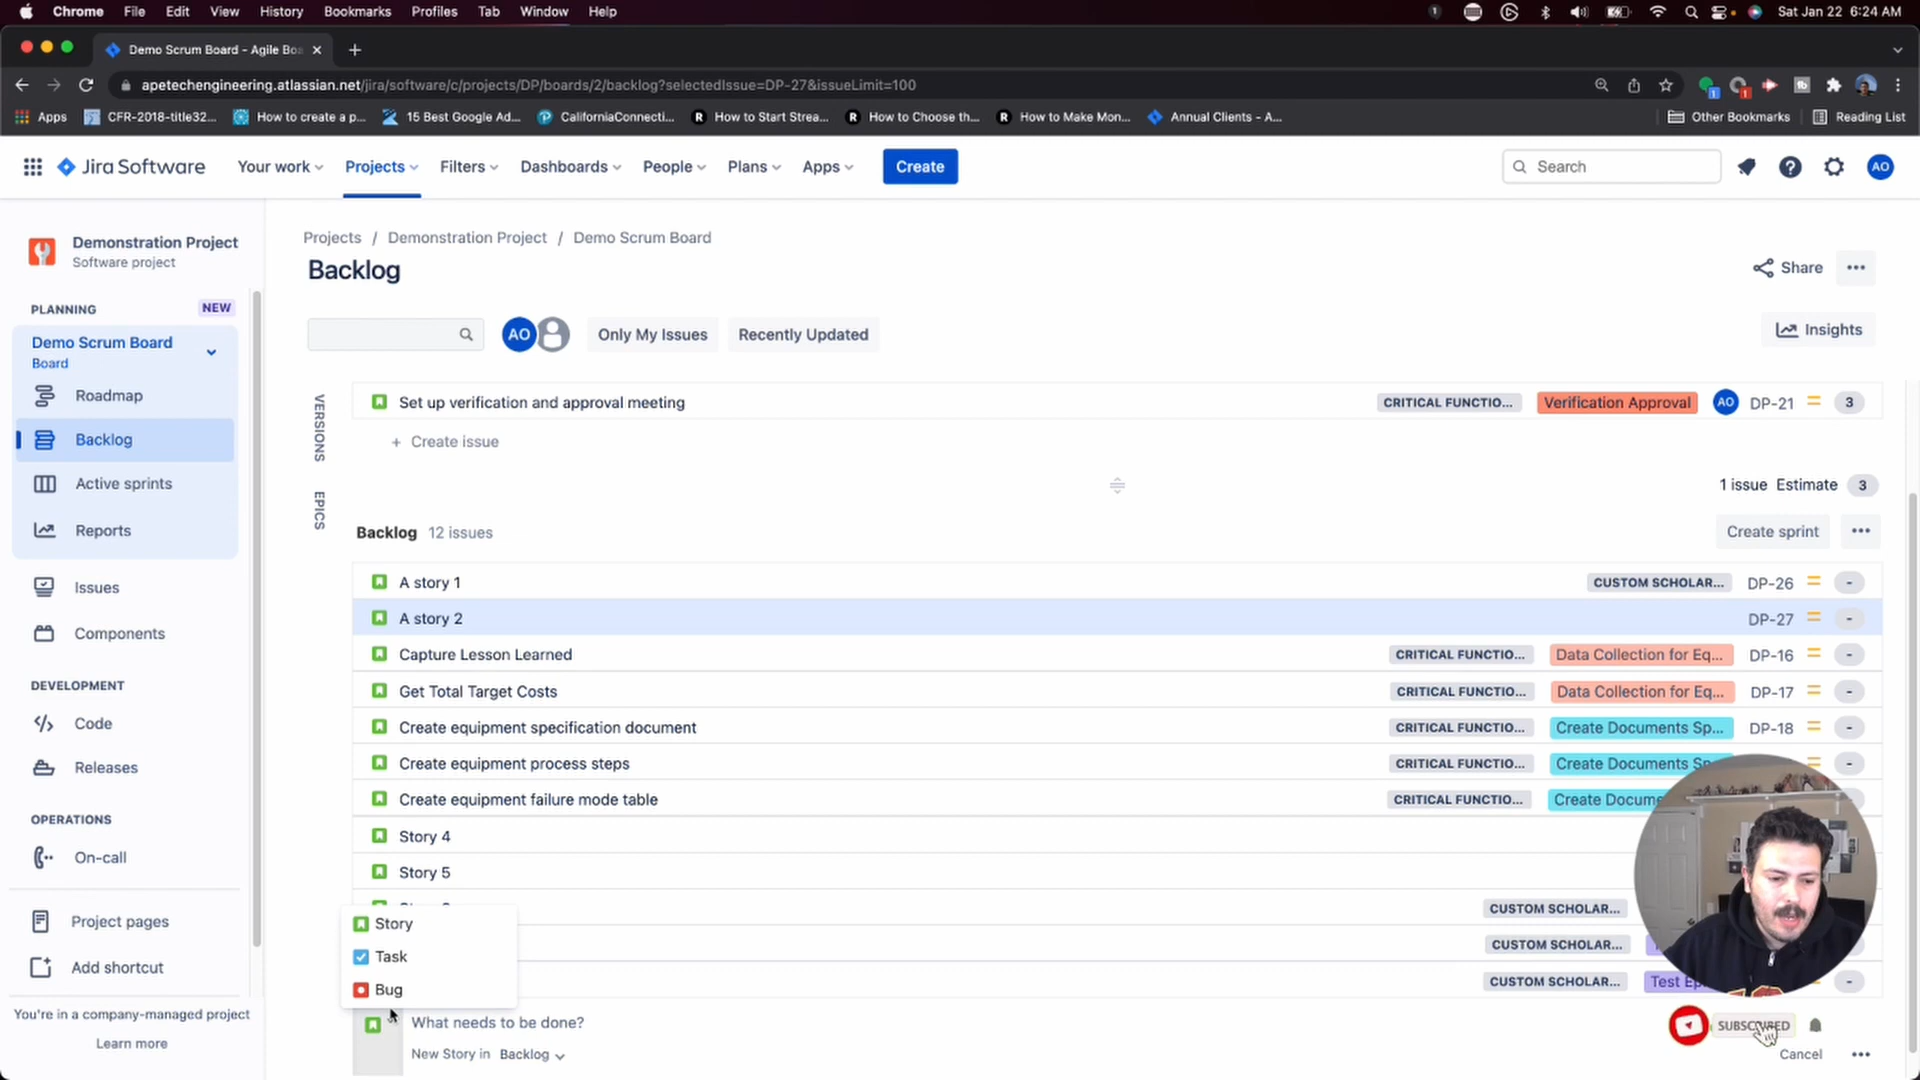 Chrome File Edit View History Bookmarks Profiles Tab Window Help Sat Jan 22 6:24 AM
Demo Scrum Board - Agile Boa
apetechengineering.atlassian.net/jira/software/c/projects/DP/boards/2/backlog?selectedIssue=DP-27&issueLimit=100
Apps CFR-2018-title32... How to create a p... 15 Best Google Ad... CaliforniaConnecti... How to Start Strea... How to Choose th... How to Make Mon... Annual Clients - A... Other Bookmarks Reading List
Jira Software Your work Projects Filters Dashboards People Plans Apps Create Search AO
Demonstration Project
Software project
PLANNING NEW
Demo Scrum Board
Board
Roadmap
Backlog
Active sprints
Reports
Issues
Components
DEVELOPMENT
Code
Releases
OPERATIONS
On-call
Project pages
Add shortcut
You're in a company-managed project
Learn more
Projects / Demonstration Project / Demo Scrum Board
Backlog
Share
AO Only My Issues Recently Updated Insights
VERSIONS
EPICS
Set up verification and approval meeting CRITICAL FUNCTIO... Verification Approval AO DP-21 3
+ Create issue
1 issue Estimate 3
Backlog 12 issues Create sprint
A story 1 CUSTOM SCHOLAR... DP-26 -
A story 2 DP-27 -
Capture Lesson Learned CRITICAL FUNCTIO... Data Collection for Eq... DP-16 -
Get Total Target Costs CRITICAL FUNCTIO... Data Collection for Eq... DP-17 -
Create equipment specification document CRITICAL FUNCTIO... Create Documents Sp... DP-18 -
Create equipment process steps CRITICAL FUNCTIO... Create Documents Sp...
Create equipment failure mode table CRITICAL FUNCTIO... Create Docume
Story 4
Story 5
CUSTOM SCHOLAR...
CUSTOM SCHOLAR...
CUSTOM SCHOLAR... Test Ep -
Story
Task
Bug
What needs to be done?
New Story in Backlog
SUBSCRIBED
Cancel